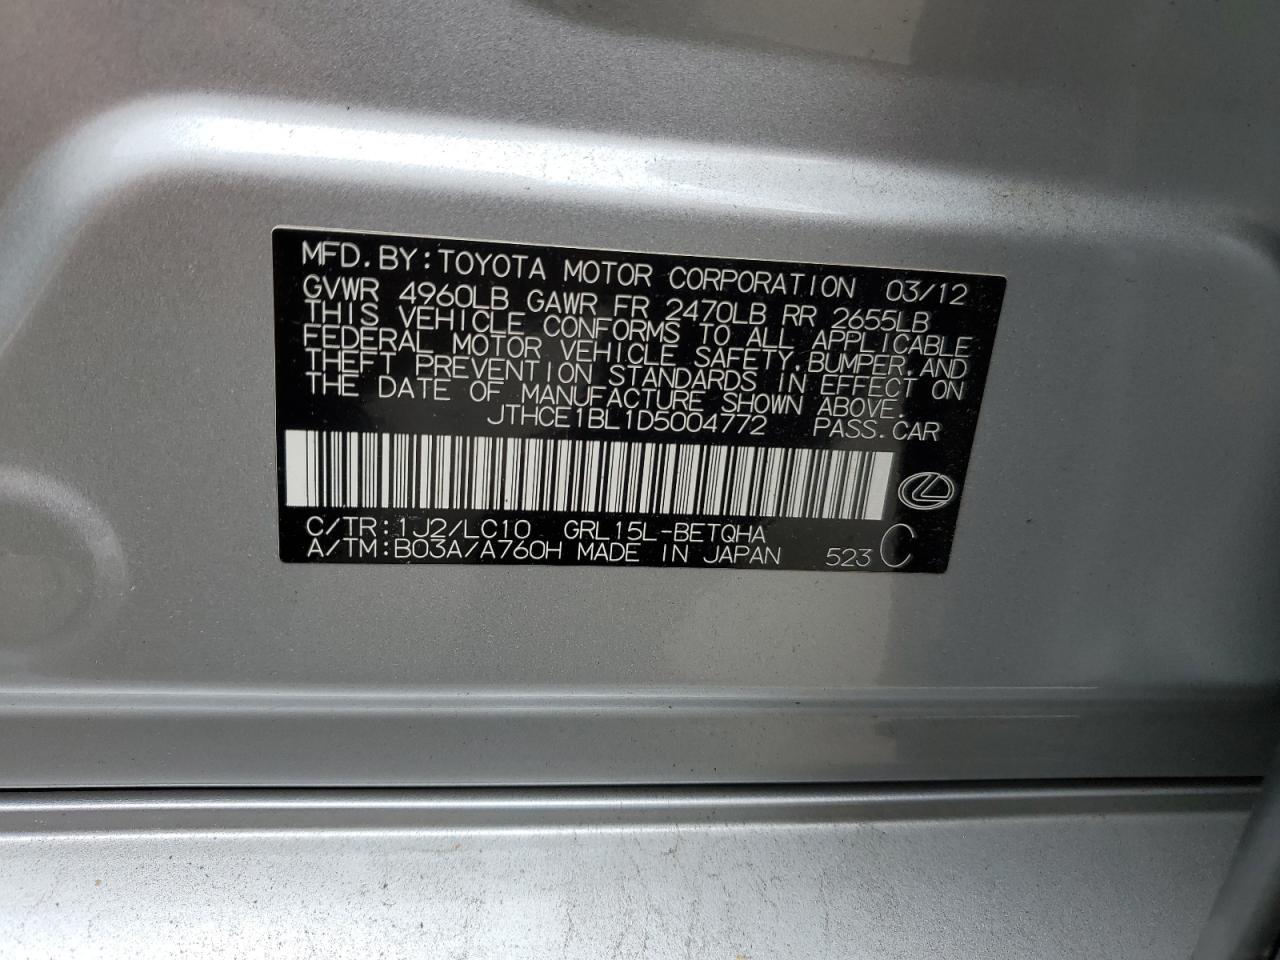 MFD.BY:TOYOTA MOTOR CORPORATION 03/12
GVWR 4960LB GAWR FR 2470LB RR 2655LB
THIS VEHICLE CONFORMS TO ALL APPLICABLE
FEDERAL MOTOR VEHICLE SAFETY,BUMPER,AND
THEFT PREVENTION STANDARDS IN EFFECT ON
THE DATE OF MANUFACTURE SHOWN ABOVE.
JTHCE1BL1D5004772 PASS.CAR
C/TR:1J2/LC10 GRL15L-BETQHA
A/TM:B03A/A760H MADE IN JAPAN 523 C